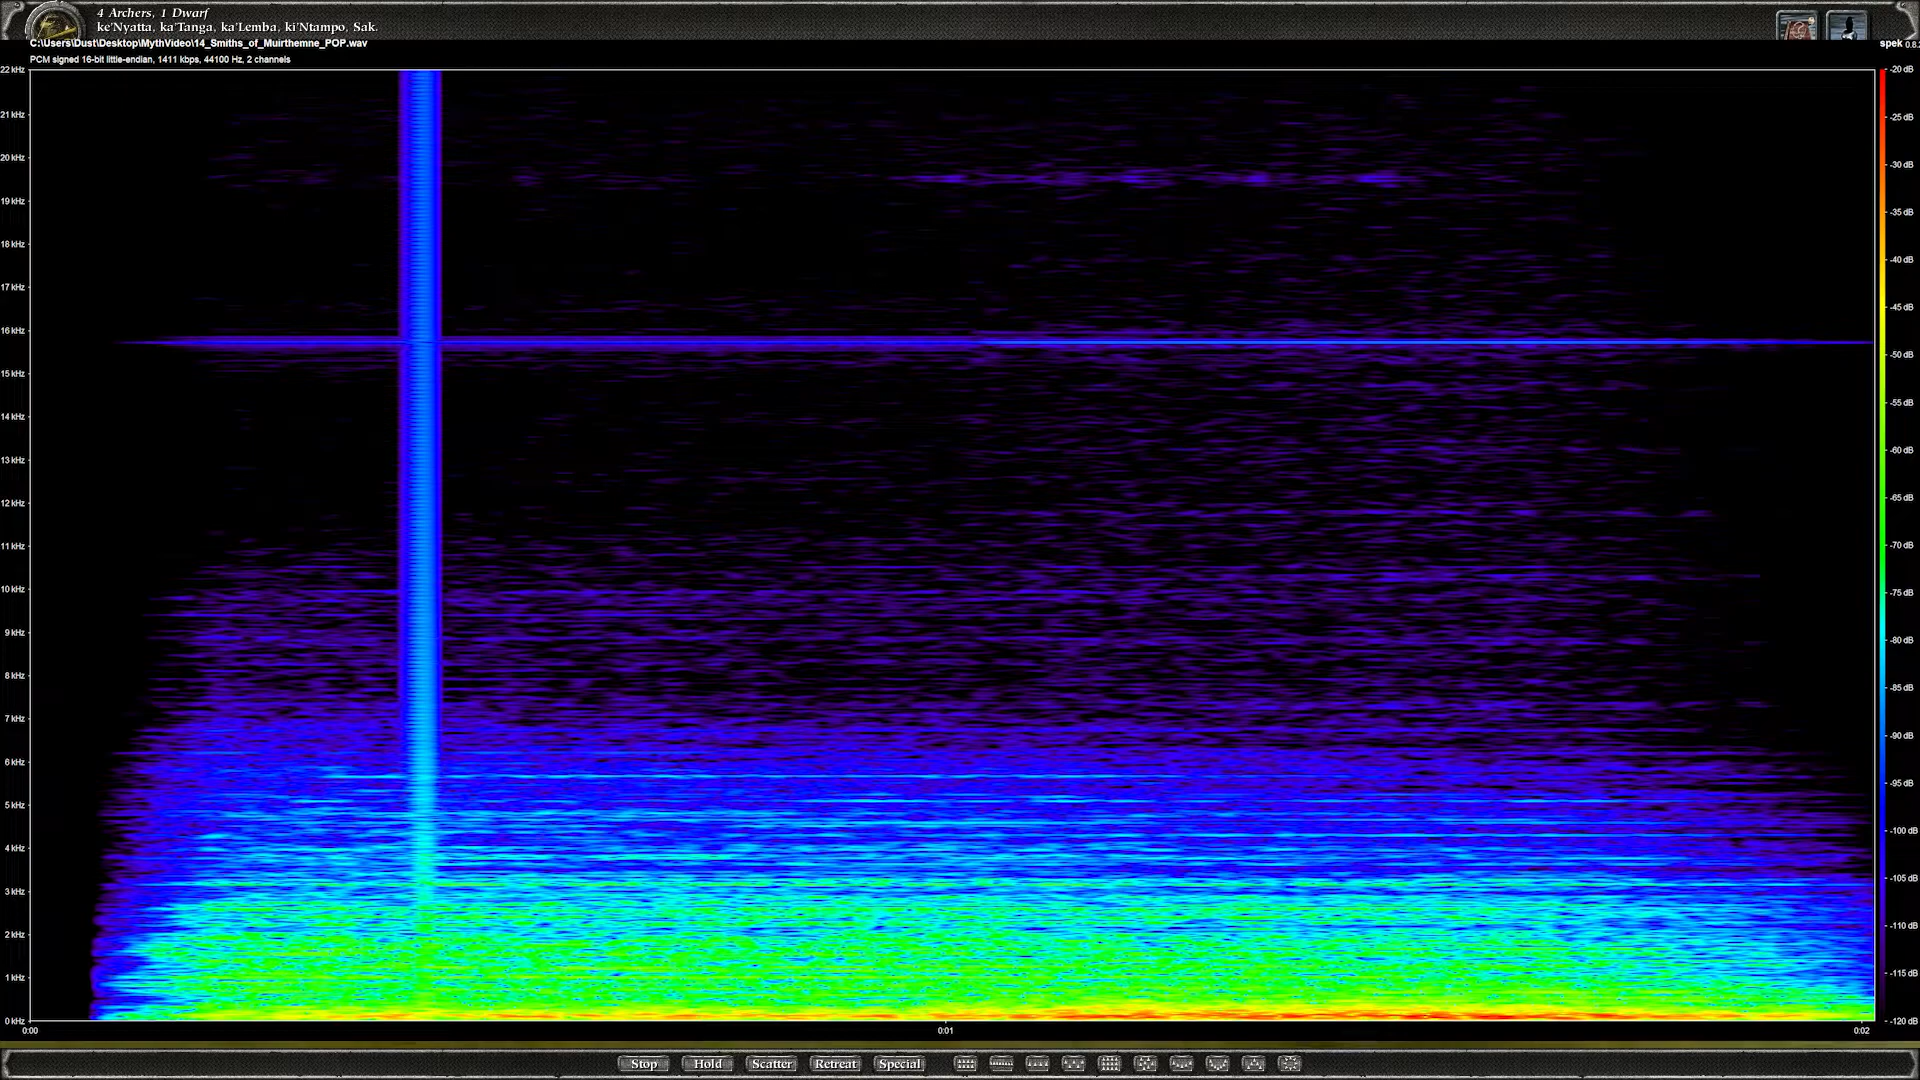 4 Archers, 1 Dwarf
ke'Nyatta, ka'Tanga, ka'Lemba, ki'Ntampo, Sak.
C:\Users\Dust\Desktop\MythVideo\14_Smiths_of_Muirthemne_POP.wav
spek
PCM signed 16-bit little-endian, 1411 kbps, 44100 Hz, 2 channels
22 kHz
21 kHz
20 kHz
19 kHz
18 kHz
17 kHz
16 kHz
15 kHz
14 kHz
13 kHz
12 kHz
11 kHz
10 kHz
9 kHz
8 kHz
7 kHz
6 kHz
5 kHz
4 kHz
3 kHz
2 kHz
1 kHz
0 kHz
-20 dB
-25 dB
-30 dB
-35 dB
-40 dB
-45 dB
-50 dB
-55 dB
-60 dB
-65 dB
-70 dB
-75 dB
-80 dB
-85 dB
-90 dB
-95 dB
-100 dB
-105 dB
-110 dB
-115 dB
-120 dB
0:00 0:01 0:02
Stop Hold Scatter Retreat Special